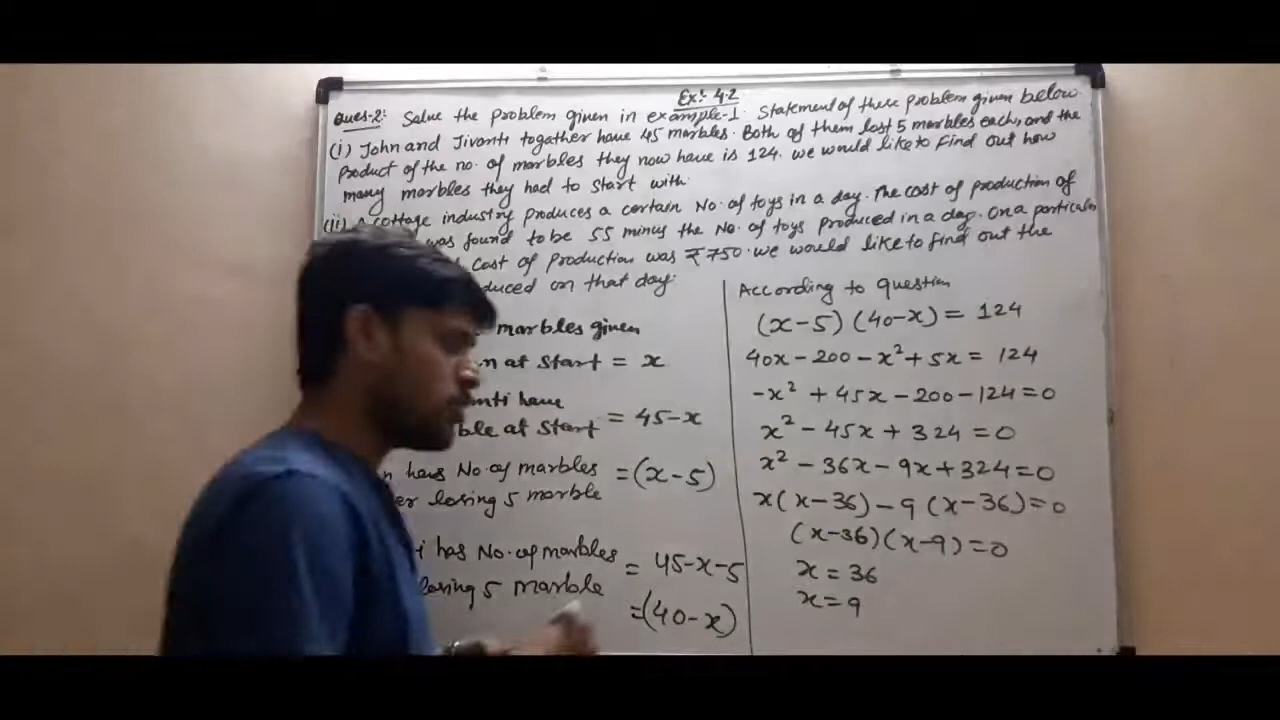 Ex:- 4.2
Ques-2: Solve the problem given in example-1. Statement of these problem given below.
(i) John and Jivanti togather have 45 marbles. Both of them lost 5 marbles each, and the
Product of the no. of marbles they now have is 124. we would like to find out how
many marbles they had to start with.
(ii) A cottage industry produces a certain No. of toys in a day. The cost of production of
was found to be 55 minus the No. of toys produced in a day. On a particular
Cost of production was ₹750. we would like to find out the
duced on that day.
marbles given
n at start = x
nti have
ble at start = 45-x
n haws No. of marbles
er losing 5 marble = (x-5)
i has No. of marbles
losing 5 marble = 45-x-5
=(40-x)
According to question
(x-5) (40-x) = 124
40x - 200 - x² + 5x = 124
-x² + 45x - 200 - 124 = 0
x² - 45x + 324 = 0
x² - 36x - 9x + 324 = 0
x(x-36) - 9 (x-36) = 0
(x-36)(x-9) = 0
x = 36
x = 9